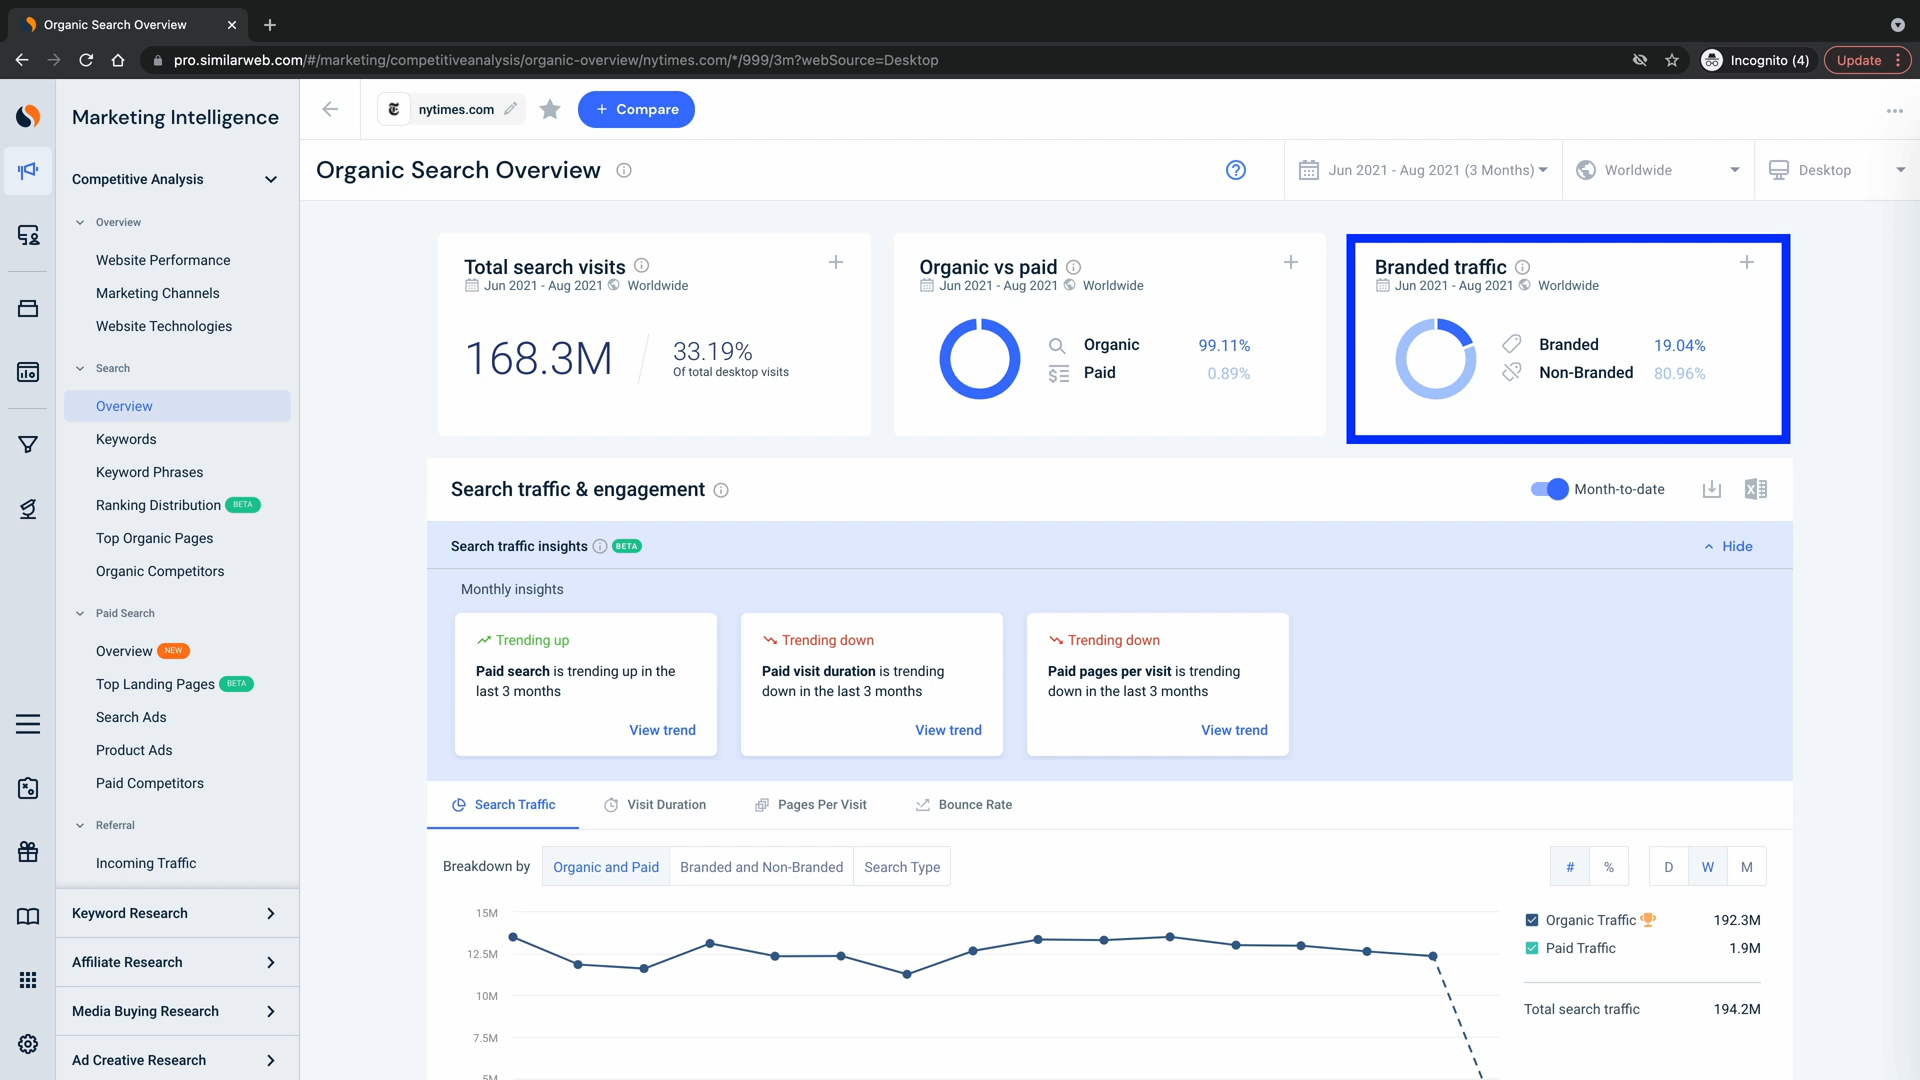 Organic Search Overview
pro.similarweb.com/#/marketing/competitiveanalysis/organic-overview/nytimes.com/*/999/3m?webSource=Desktop
Incognito (4)
Update
Marketing Intelligence
Competitive Analysis
Overview
Website Performance
Marketing Channels
Website Technologies
Search
Overview
Keywords
Keyword Phrases
Ranking Distribution BETA
Top Organic Pages
Organic Competitors
Paid Search
Overview NEW
Top Landing Pages BETA
Search Ads
Product Ads
Paid Competitors
Referral
Incoming Traffic
Keyword Research
Affiliate Research
Media Buying Research
Ad Creative Research
nytimes.com
+ Compare
Organic Search Overview
Jun 2021 - Aug 2021 (3 Months)
Worldwide
Desktop
Total search visits
Jun 2021 - Aug 2021 Worldwide
168.3M
33.19%
Of total desktop visits
Organic vs paid
Jun 2021 - Aug 2021 Worldwide
Organic 99.11%
Paid 0.89%
Branded traffic
Jun 2021 - Aug 2021 Worldwide
Branded 19.04%
Non-Branded 80.96%
Search traffic & engagement
Month-to-date
Search traffic insights BETA
Hide
Monthly insights
Trending up
Paid search is trending up in the
last 3 months
View trend
Trending down
Paid visit duration is trending
down in the last 3 months
View trend
Trending down
Paid pages per visit is trending
down in the last 3 months
View trend
Search Traffic
Visit Duration
Pages Per Visit
Bounce Rate
Breakdown by
Organic and Paid
Branded and Non-Branded
Search Type
# %
D W M
15M
12.5M
10M
7.5M
5M
Organic Traffic 192.3M
Paid Traffic 1.9M
Total search traffic 194.2M